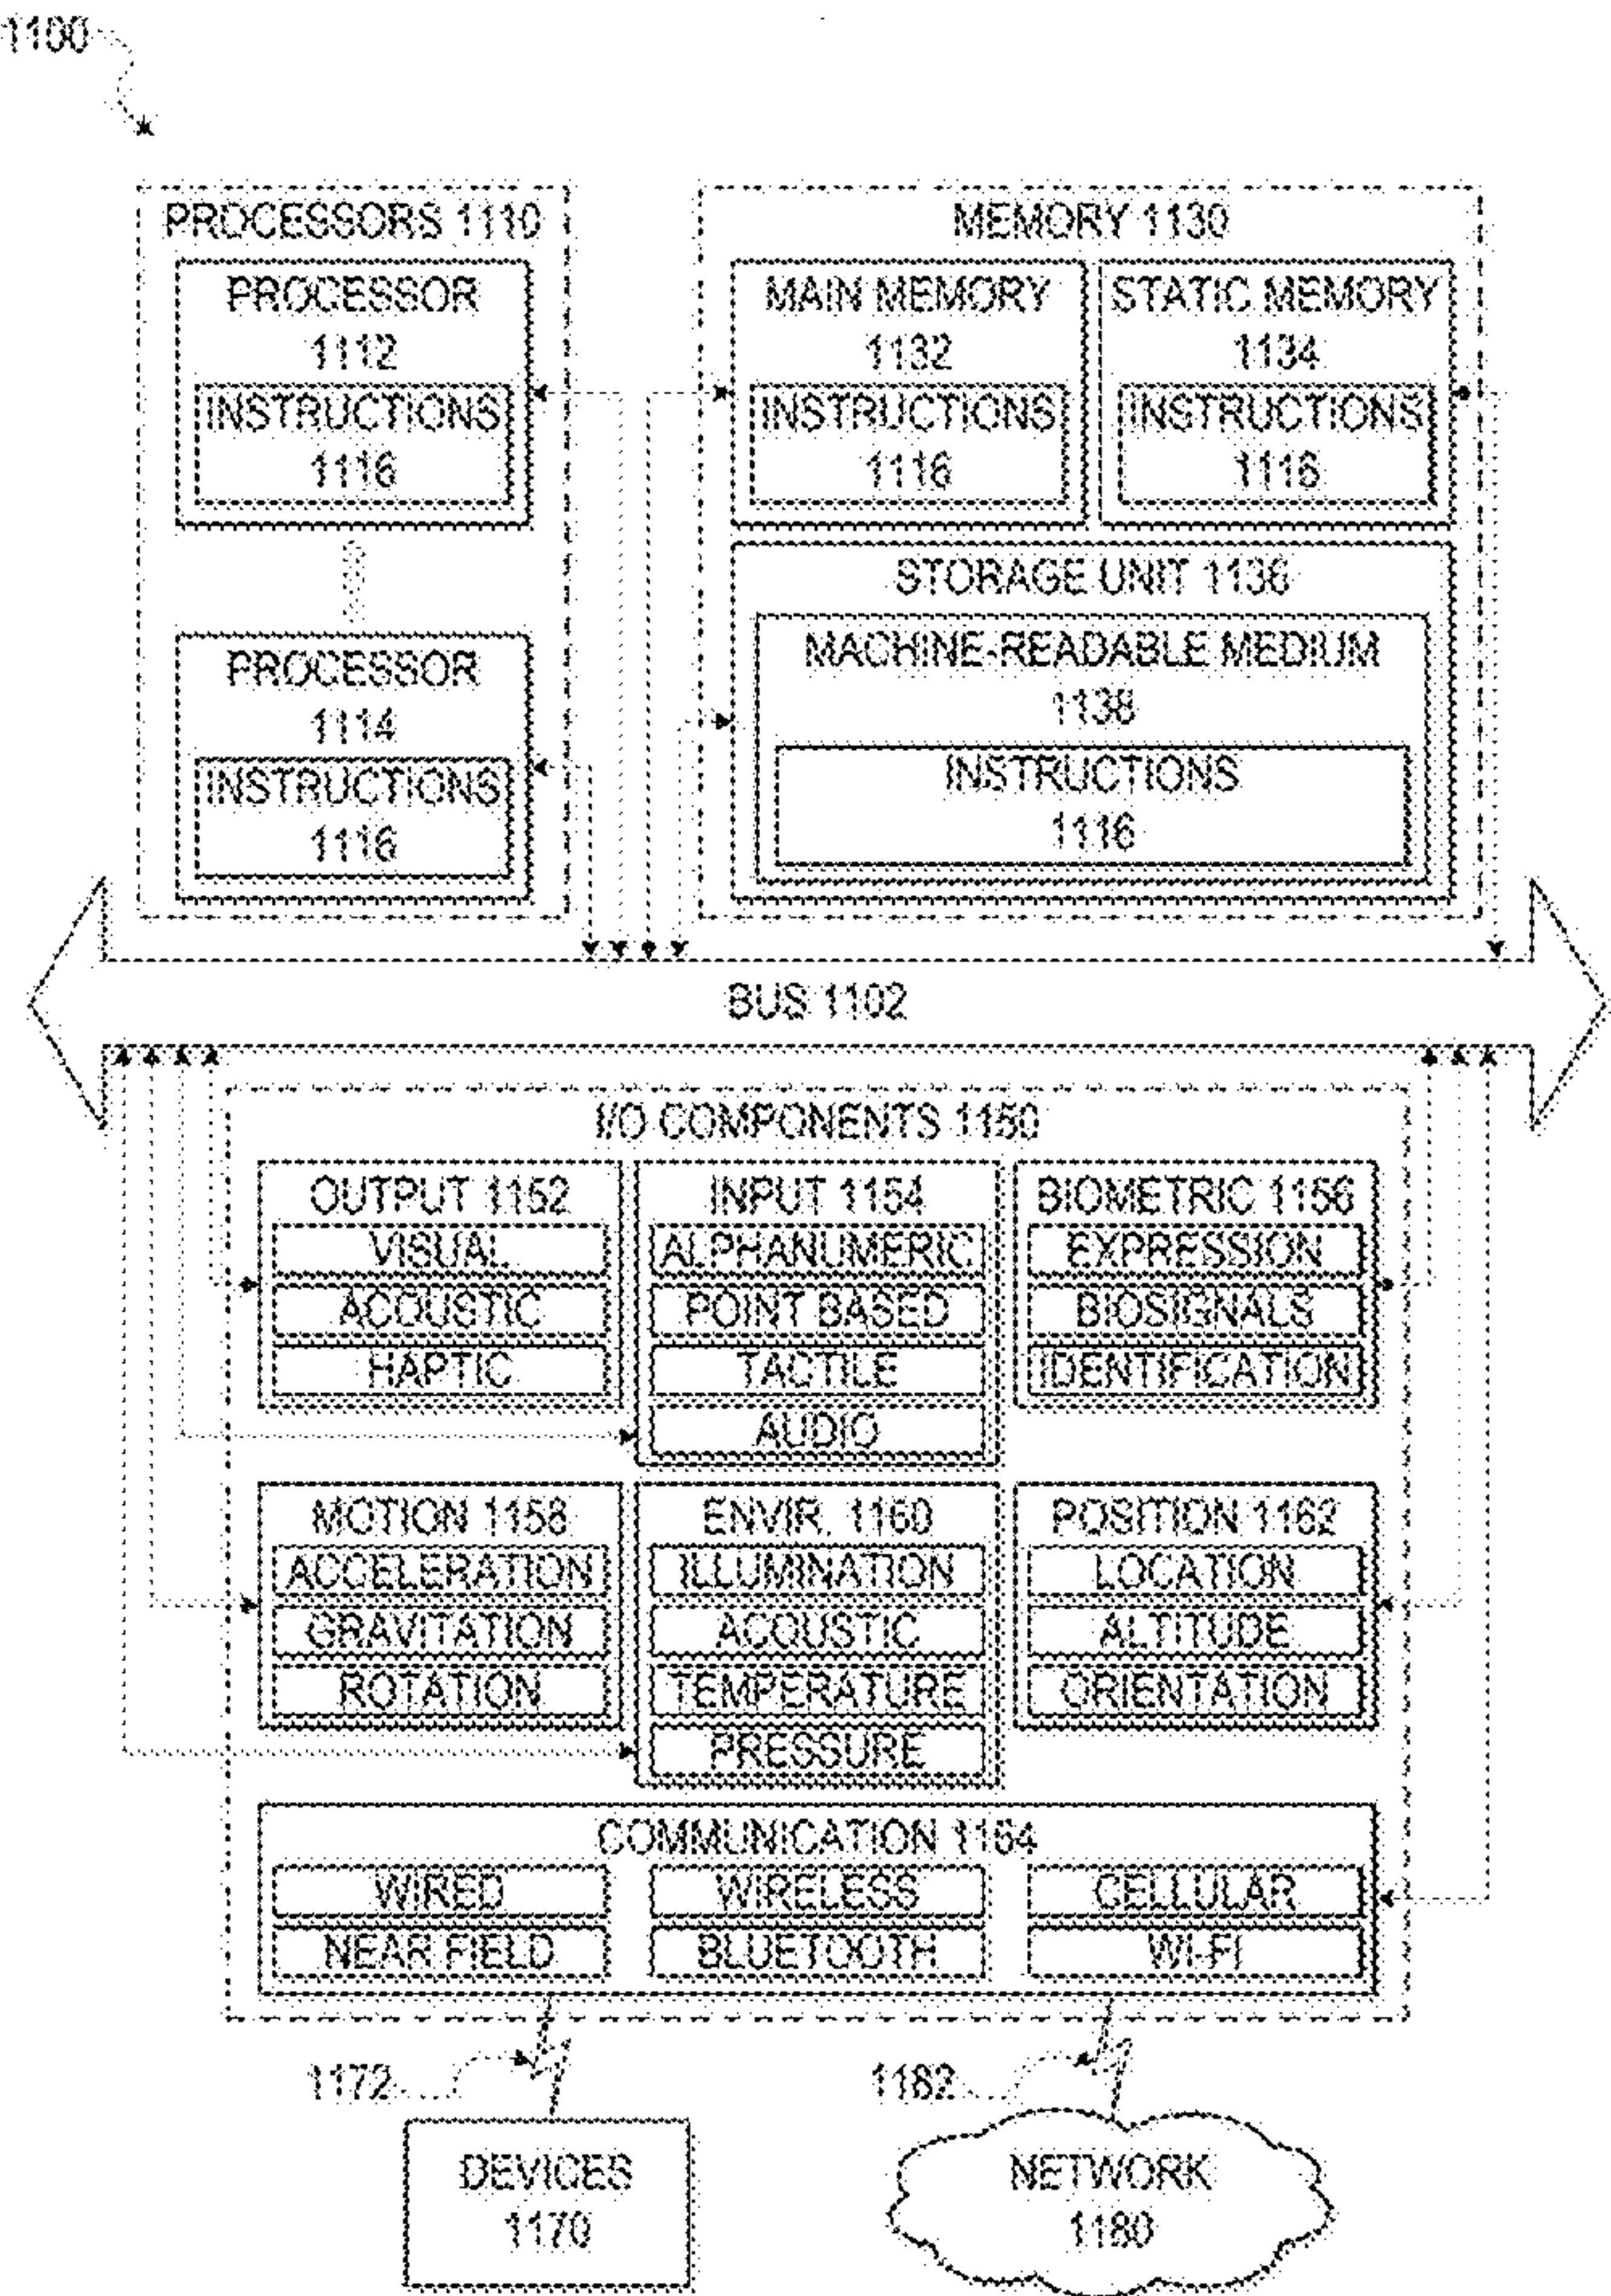 1100
PROCESSORS 1110
PROCESSOR
1112
INSTRUCTIONS
1116
PROCESSOR
1114
INSTRUCTIONS
1116
MEMORY 1130
MAIN MEMORY
1132
INSTRUCTIONS
1116
STATIC MEMORY
1134
INSTRUCTIONS
1116
STORAGE UNIT 1136
MACHINE-READABLE MEDIUM
1138
INSTRUCTIONS
1116
BUS 1102
I/O COMPONENTS 1150
OUTPUT 1152
VISUAL
ACOUSTIC
HAPTIC
INPUT 1154
ALPHANUMERIC
POINT BASED
TACTILE
AUDIO
BIOMETRIC 1156
EXPRESSION
BIOSIGNALS
IDENTIFICATION
MOTION 1158
ACCELERATION
GRAVITATION
ROTATION
ENVIR. 1160
ILLUMINATION
ACOUSTIC
TEMPERATURE
PRESSURE
POSITION 1162
LOCATION
ALTITUDE
ORIENTATION
COMMUNICATION 1164
WIRED
WIRELESS
CELLULAR
NEAR FIELD
BLUETOOTH
WI-FI
1172
1182
DEVICES
1170
NETWORK
1180